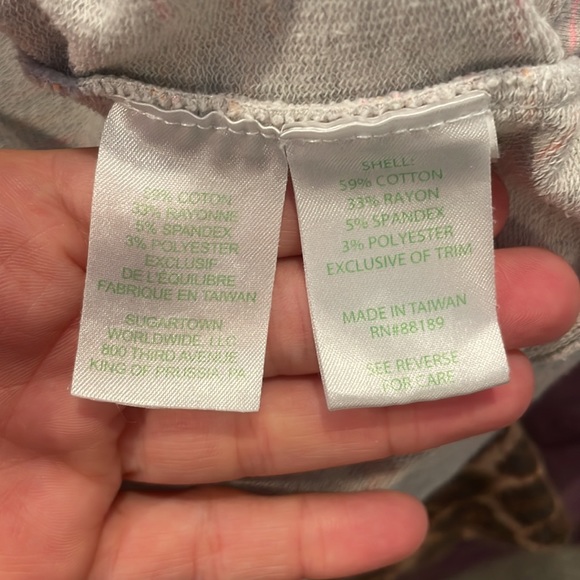 59% COTON
33% RAYONNE
5% SPANDEX
3% POLYESTER
EXCLUSIF
DE L'ÉQUILIBRE
FABRIQUE EN TAIWAN
SUGARTOWN
WORLDWIDE, LLC
800 THIRD AVENUE
KING OF PRUSSIA, PA
SHELL:
59% COTTON
33% RAYON
5% SPANDEX
3% POLYESTER
EXCLUSIVE OF TRIM
MADE IN TAIWAN
RN#88189
SEE REVERSE
FOR CARE